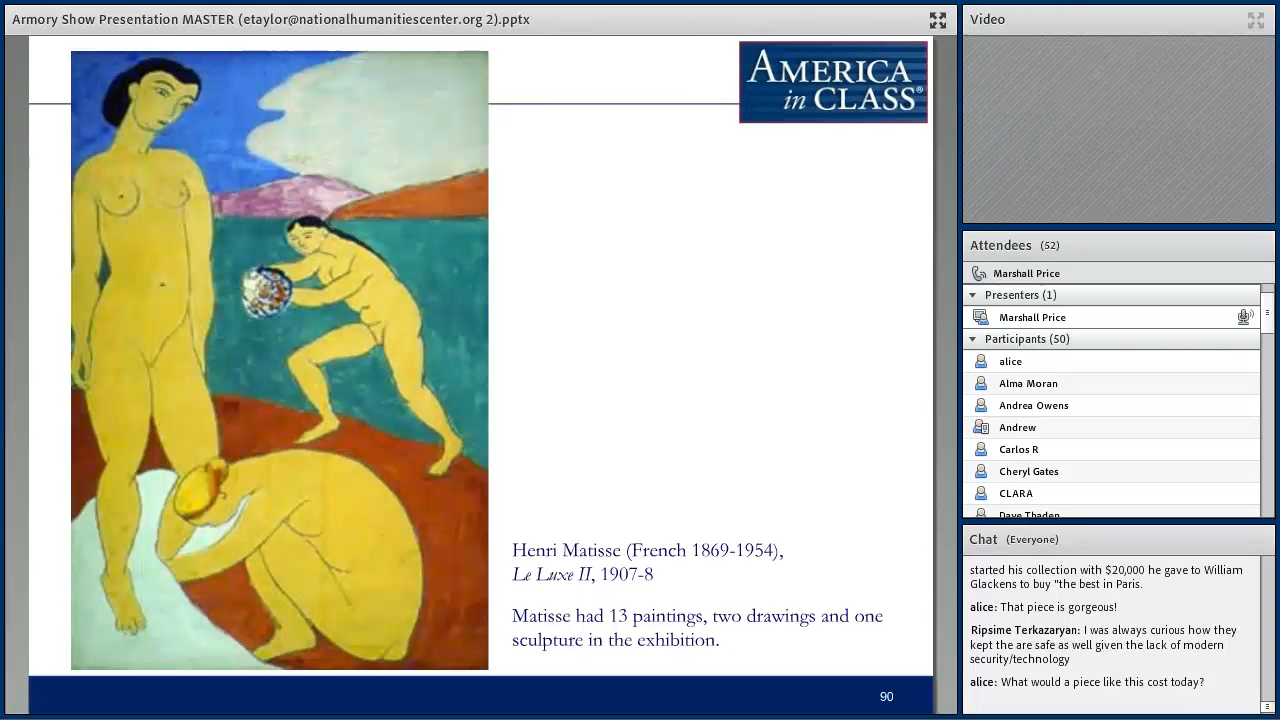 Armory Show Presentation MASTER (etaylor@nationalhumanitiescenter.org 2).pptx
AMERICA
in CLASS®
Henri Matisse (French 1869-1954),
Le Luxe II, 1907-8
Matisse had 13 paintings, two drawings and one
sculpture in the exhibition.
90
Video
Attendees (52)
Marshall Price
Presenters (1)
Marshall Price
Participants (50)
alice
Alma Moran
Andrea Owens
Andrew
Carlos R
Cheryl Gates
CLARA
Dave Thaden
Chat (Everyone)
started his collection with $20,000 he gave to William
Glackens to buy "the best in Paris.
alice: That piece is gorgeous!
Ripsime Terkazaryan: I was always curious how they
kept the are safe as well given the lack of modern
security/technology
alice: What would a piece like this cost today?